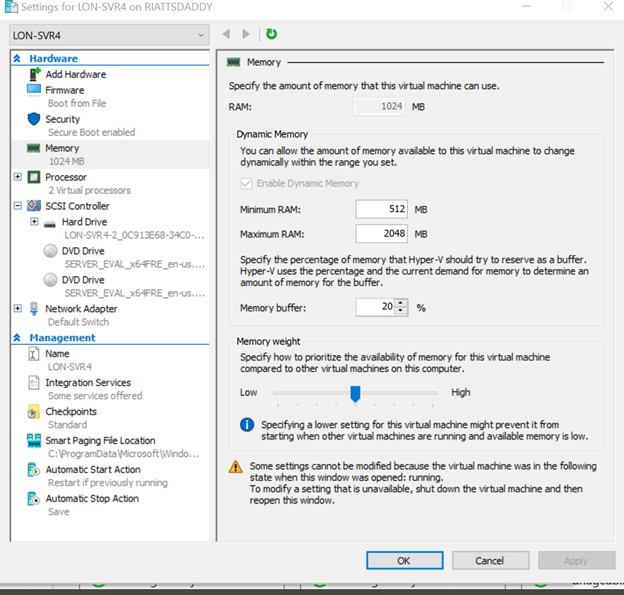 Settings for LON-SVR4 on RIATTSDADDY
LON-SVR4
Hardware
Add Hardware
Firmware
Boot from File
Security
Secure Boot enabled
Memory
1024 MB
Processor
2 Virtual processors
SCSI Controller
Hard Drive
LON-SVR4-2_0C913E68-34C0-...
DVD Drive
SERVER_EVAL_x64FRE_en-us...
DVD Drive
SERVER_EVAL_x64FRE_en-us...
Network Adapter
Default Switch
Management
Name
LON-SVR4
Integration Services
Some services offered
Checkpoints
Standard
Smart Paging File Location
C:\ProgramData\Microsoft\Windo...
Automatic Start Action
Restart if previously running
Automatic Stop Action
Save
Memory
Specify the amount of memory that this virtual machine can use.
RAM: 1024 MB
Dynamic Memory
You can allow the amount of memory available to this virtual machine to change
dynamically within the range you set.
Enable Dynamic Memory
Minimum RAM: 512 MB
Maximum RAM: 2048 MB
Specify the percentage of memory that Hyper-V should try to reserve as a buffer.
Hyper-V uses the percentage and the current demand for memory to determine an
amount of memory for the buffer.
Memory buffer: 20 %
Memory weight
Specify how to prioritize the availability of memory for this virtual machine
compared to other virtual machines on this computer.
Low High
Specifying a lower setting for this virtual machine might prevent it from
starting when other virtual machines are running and available memory is low.
Some settings cannot be modified because the virtual machine was in the following
state when this window was opened: running.
To modify a setting that is unavailable, shut down the virtual machine and then
reopen this window.
OK Cancel Apply